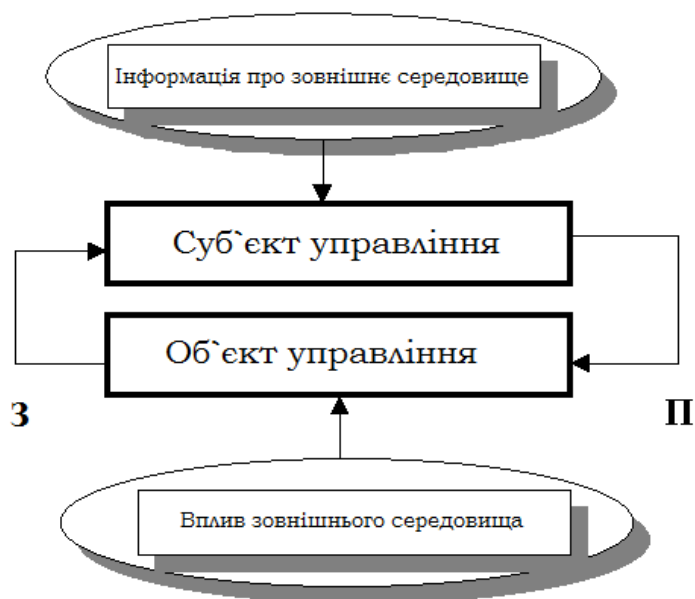 Інформація про зовнішнє середовище
Суб`єкт управління
Об`єкт управління
З
П
Вплив зовнішнього середовища